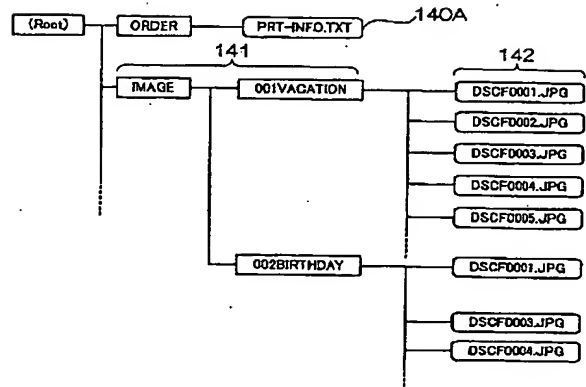 (Root) ORDER PRT-INFO.TXT 140A
141 142
IMAGE 001VACATION DSCF0001.JPG
DSCF0002.JPG
DSCF0003.JPG
DSCF0004.JPG
DSCF0005.JPG
002BIRTHDAY DSCF0001.JPG
DSCF0003.JPG
DSCF0004.JPG